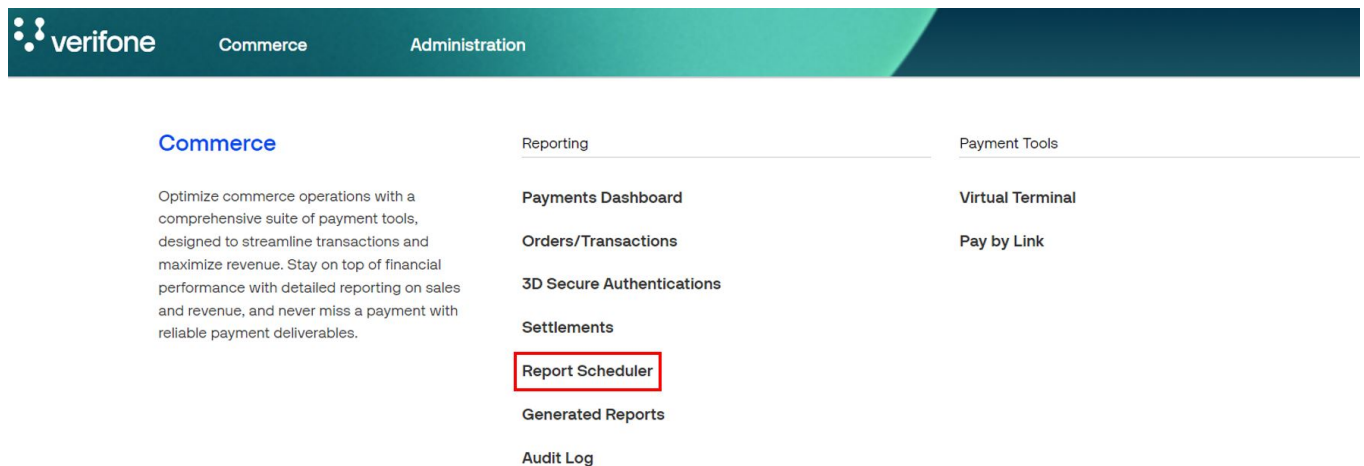 verifone
Commerce
Administration
Commerce
Optimize commerce operations with a
comprehensive suite of payment tools,
designed to streamline transactions and
maximize revenue. Stay on top of financial
performance with detailed reporting on sales
and revenue, and never miss a payment with
reliable payment deliverables.
Reporting
Payments Dashboard
Orders/Transactions
3D Secure Authentications
Settlements
Report Scheduler
Generated Reports
Audit Log
Payment Tools
Virtual Terminal
Pay by Link